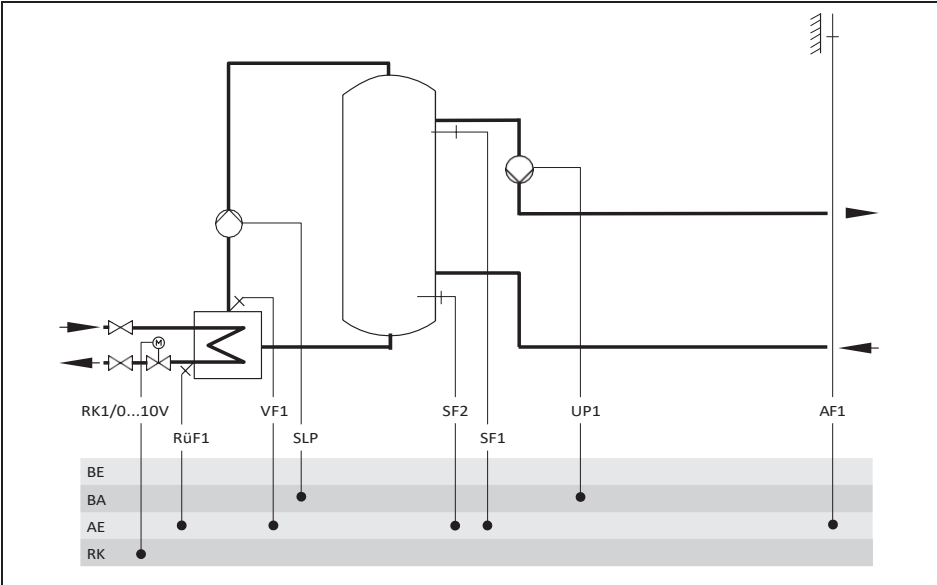 M
RK1/0...10V
VF1
SF2
UP1
AF1
RüF1
SLP
SF1
BE
BA
AE
RK